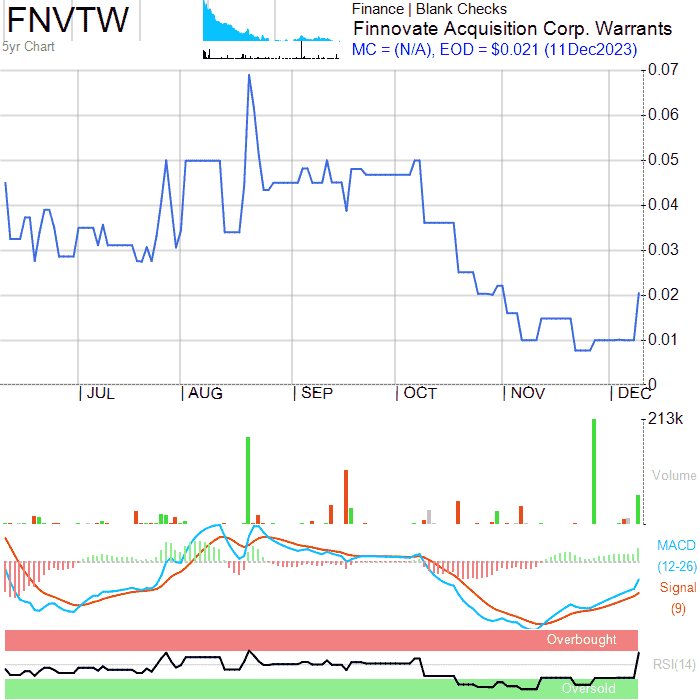 FNVTW
5yr Chart
Finance | Blank Checks
Finnovate Acquisition Corp. Warrants
MC = (N/A), EOD = $0.021 (11Dec2023)
0.07
0.06
0.05
0.04
0.03
0.02
0.01
0
JUL AUG SEP OCT NOV DEC
213k
Volume
MACD
(12-26)
Signal
(9)
Overbought
RSI(14)
Oversold